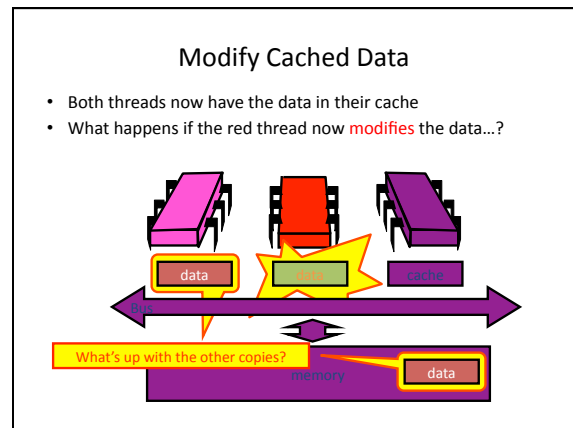 Modify Cached Data
• Both threads now have the data in their cache
• What happens if the red thread now modifies the data…?
data
data
cache
Bus
What's up with the other copies?
memory
data